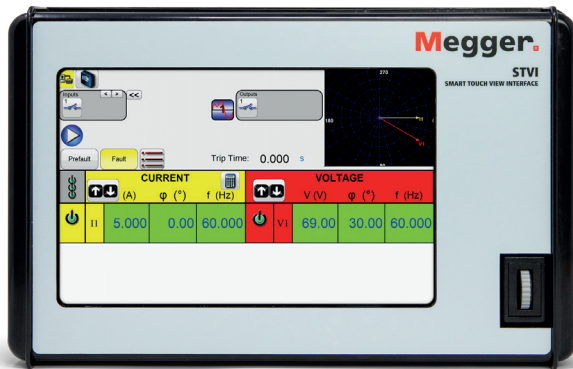 Megger.
STVI
SMART TOUCH VIEW INTERFACE
270
Inputs
1
< >
<<
1
Outputs
1
180
I1
V1
Prefault
Fault
Trip Time: 0.000 s
CURRENT
VOLTAGE
(A) φ (°) f (Hz)
V (V) φ (°) f (Hz)
I1 5.000 0.00 60.000
V1 69.00 30.00 60.000